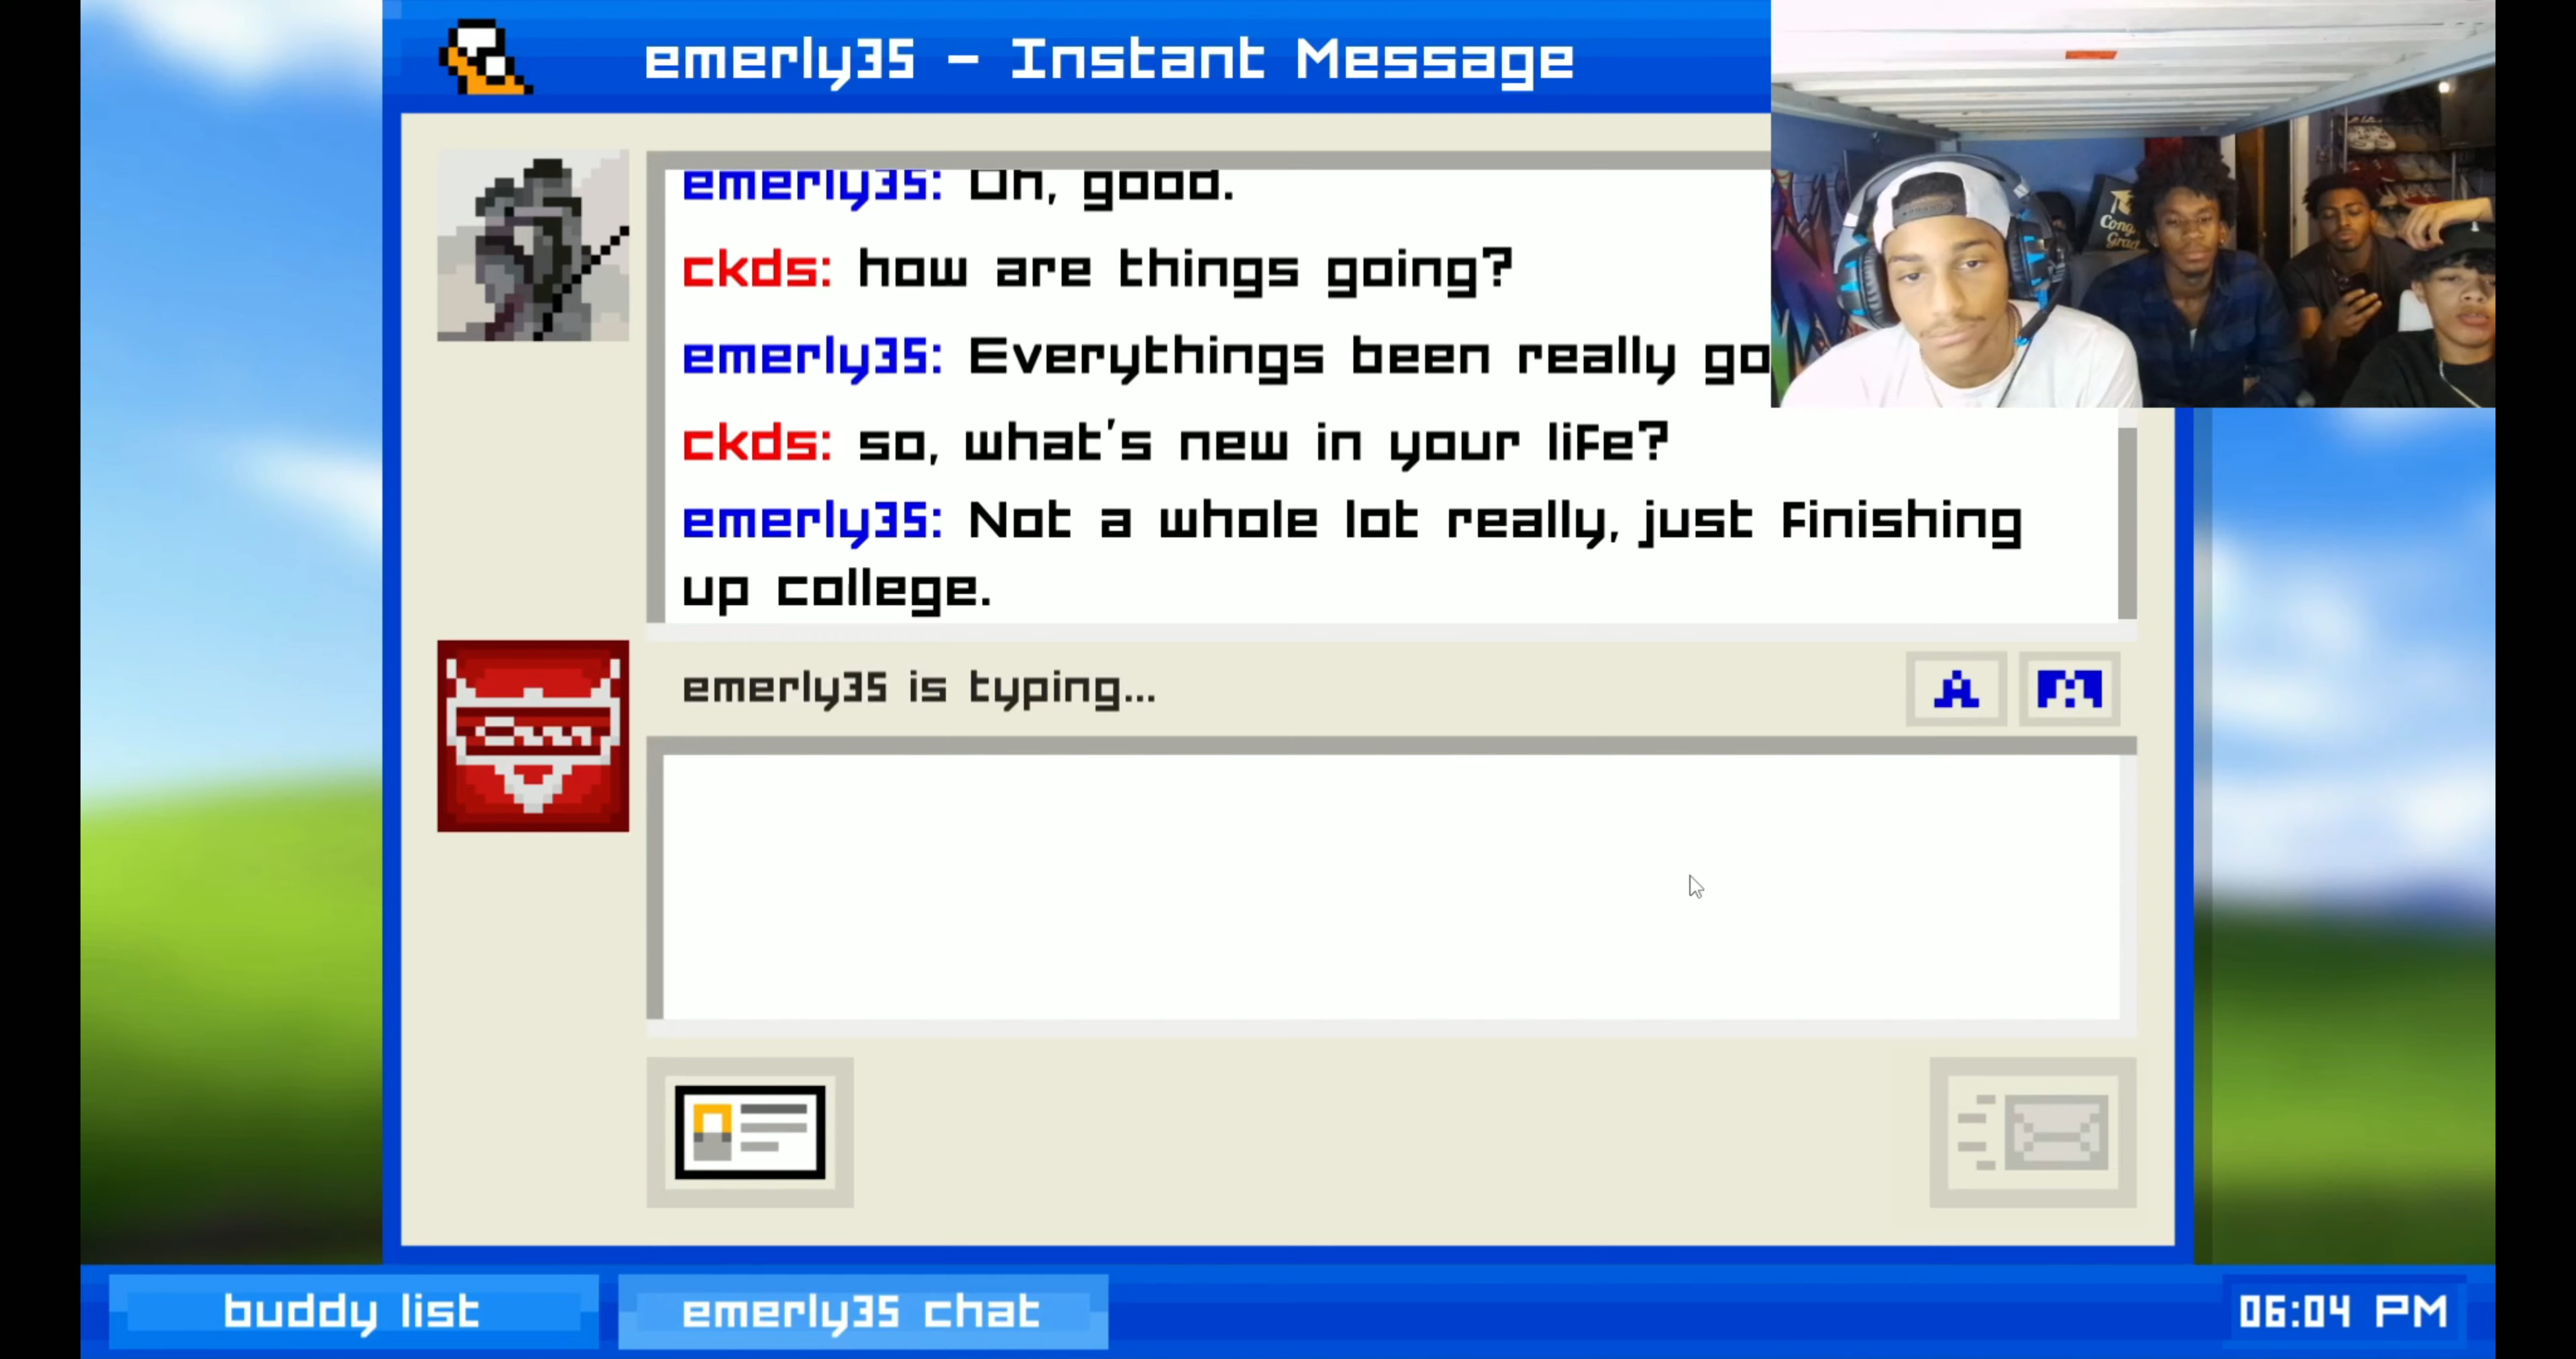 emerly35 - Instant Message
emerly35: Oh, good.
ckds: how are things going?
emerly35: Everythings been really go
ckds: so, what's new in your life?
emerly35: Not a whole lot really, just finishing
up college.
emerly35 is typing...
A
buddy list
emerly35 chat
06:04 PM